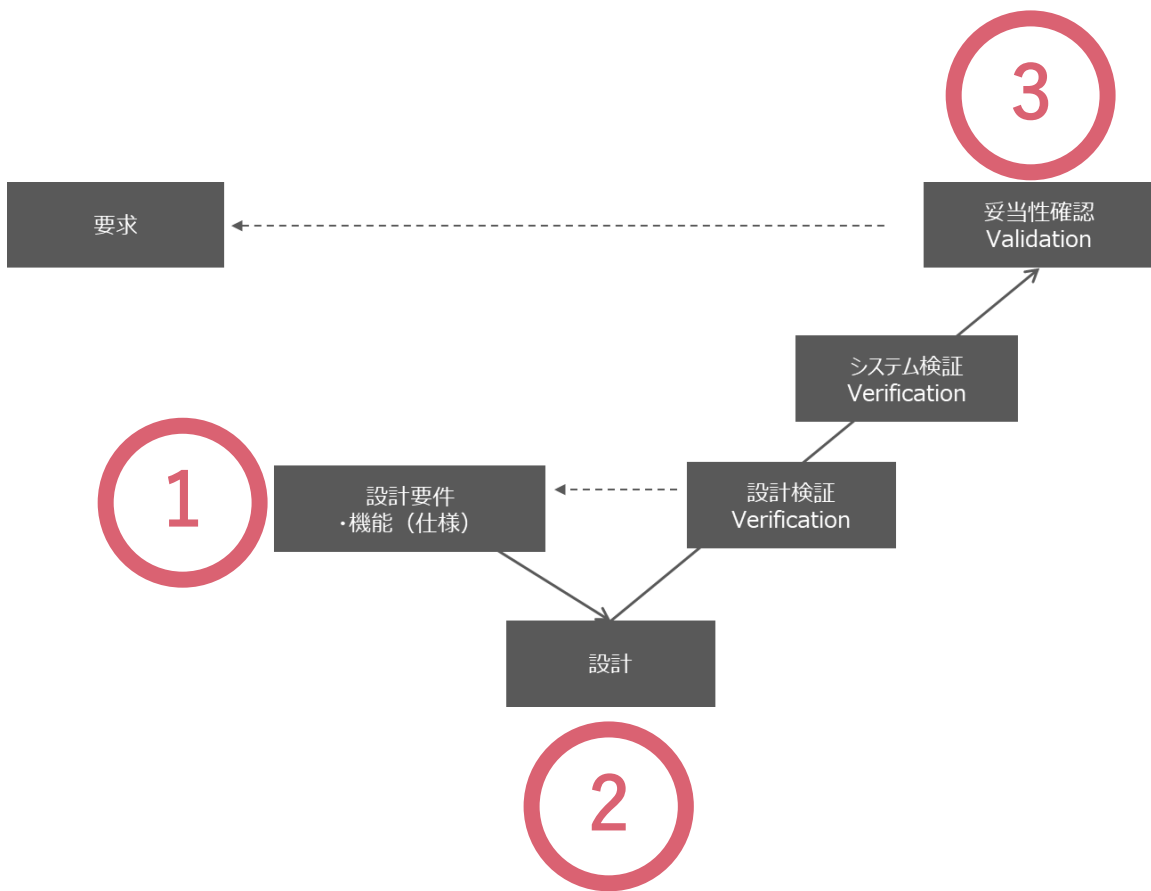 3
要求
妥当性確認
Validation
システム検証
Verification
1
設計要件
・機能（仕様）
設計検証
Verification
設計
2